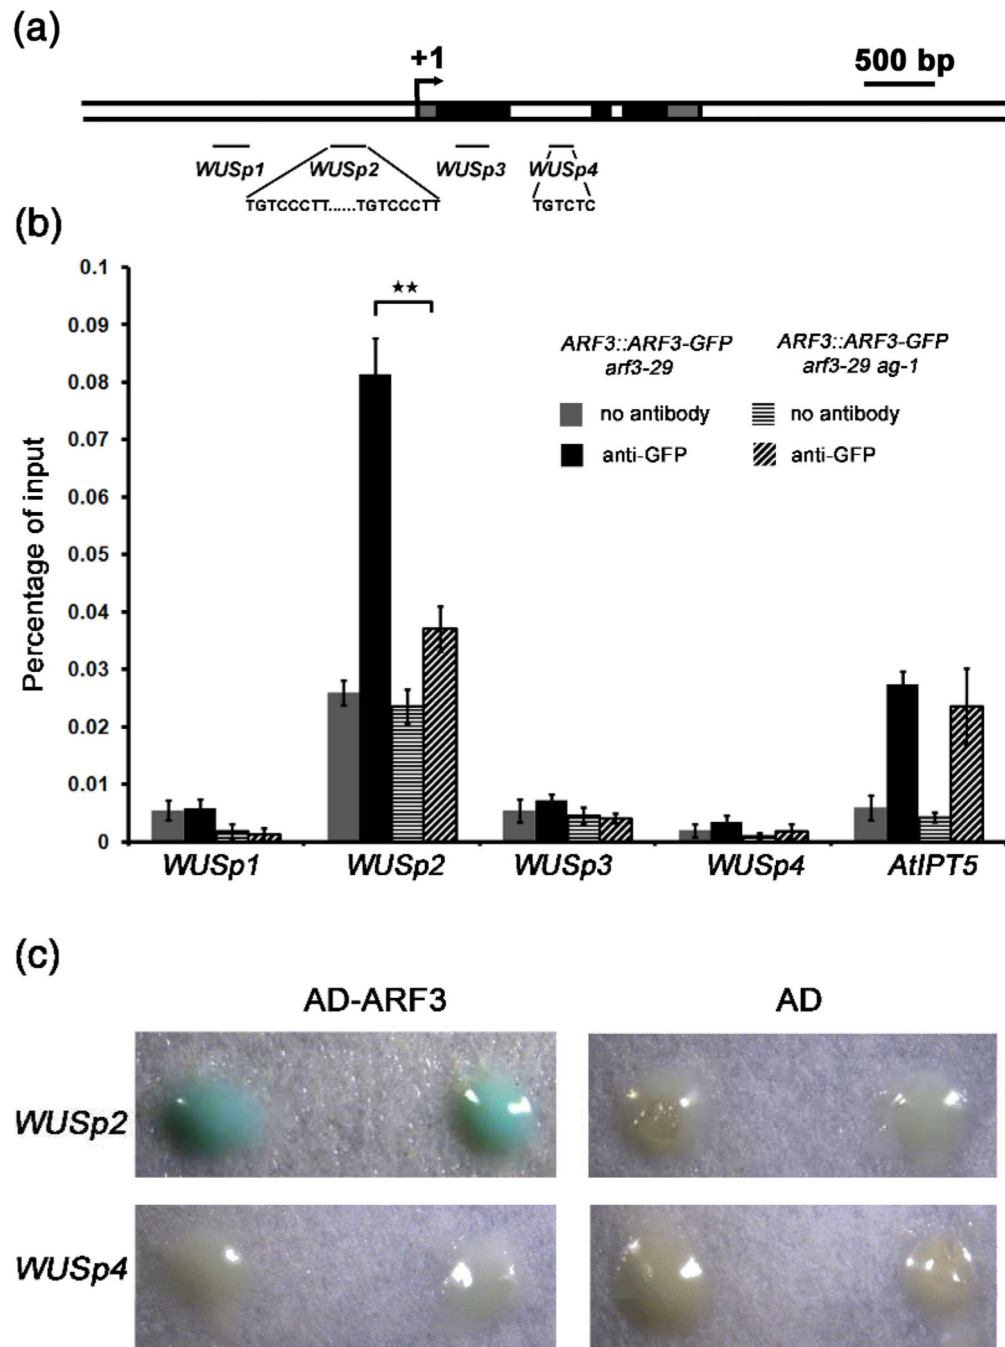 (a)
+1
500 bp
WUSp1 WUSp2 WUSp3 WUSp4
TGTCCCTT......TGTCCCTT TGTCTC
(b)
0.1
0.09
0.08
0.07
0.06
0.05
0.04
0.03
0.02
0.01
0
Percentage of input
★★
ARF3::ARF3-GFP
arf3-29
ARF3::ARF3-GFP
arf3-29 ag-1
no antibody
no antibody
anti-GFP
anti-GFP
WUSp1 WUSp2 WUSp3 WUSp4 AtIPT5
(c)
AD-ARF3 AD
WUSp2
WUSp4